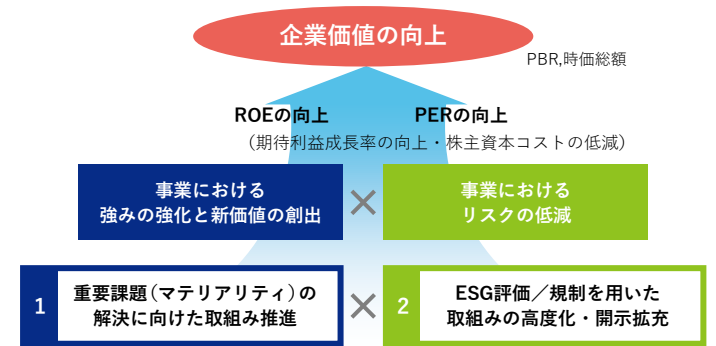 企業価値の向上
PBR,時価総額
ROEの向上 PERの向上
（期待利益成長率の向上・株主資本コストの低減）
事業における
強みの強化と新価値の創出
×
事業における
リスクの低減
1
重要課題（マテリアリティ）の
解決に向けた取組み推進
×
2
ESG評価／規制を用いた
取組みの高度化・開示拡充